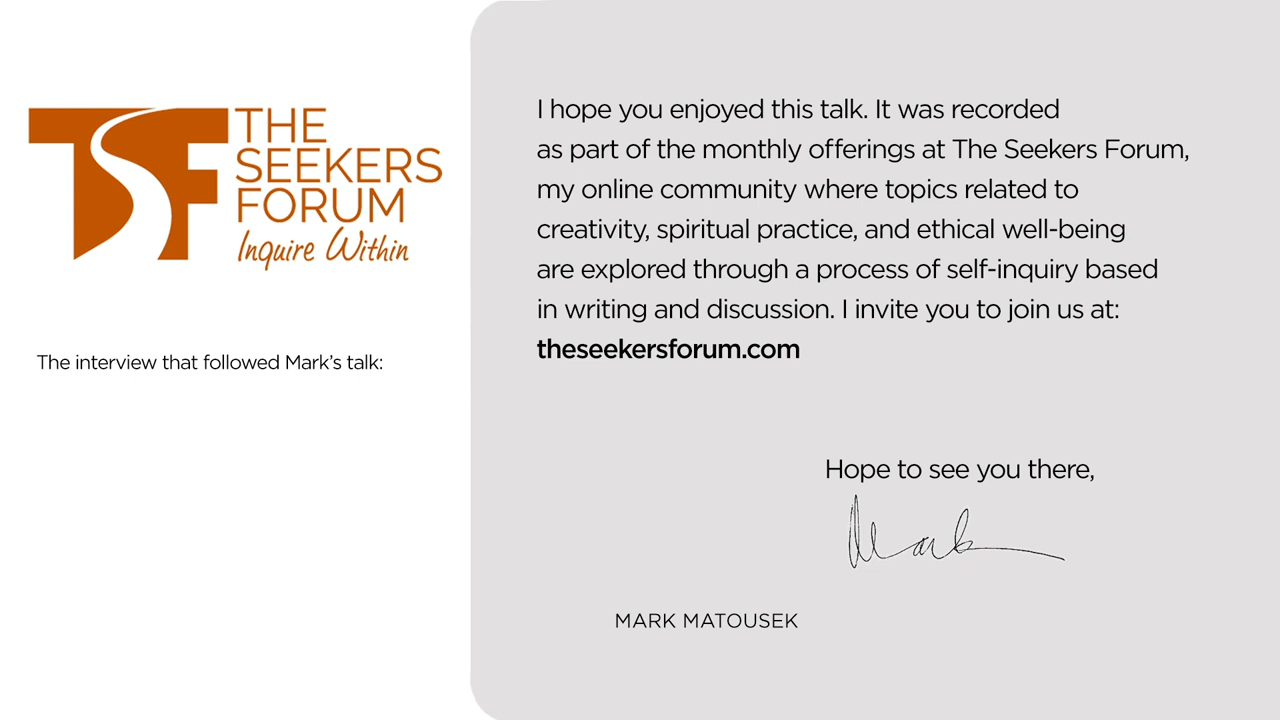 TSF
THE
SEEKERS
FORUM
Inquire Within
The interview that followed Mark's talk:
I hope you enjoyed this talk. It was recorded
as part of the monthly offerings at The Seekers Forum,
my online community where topics related to
creativity, spiritual practice, and ethical well-being
are explored through a process of self-inquiry based
in writing and discussion. I invite you to join us at:
theseekersforum.com
Hope to see you there,
Mark
MARK MATOUSEK